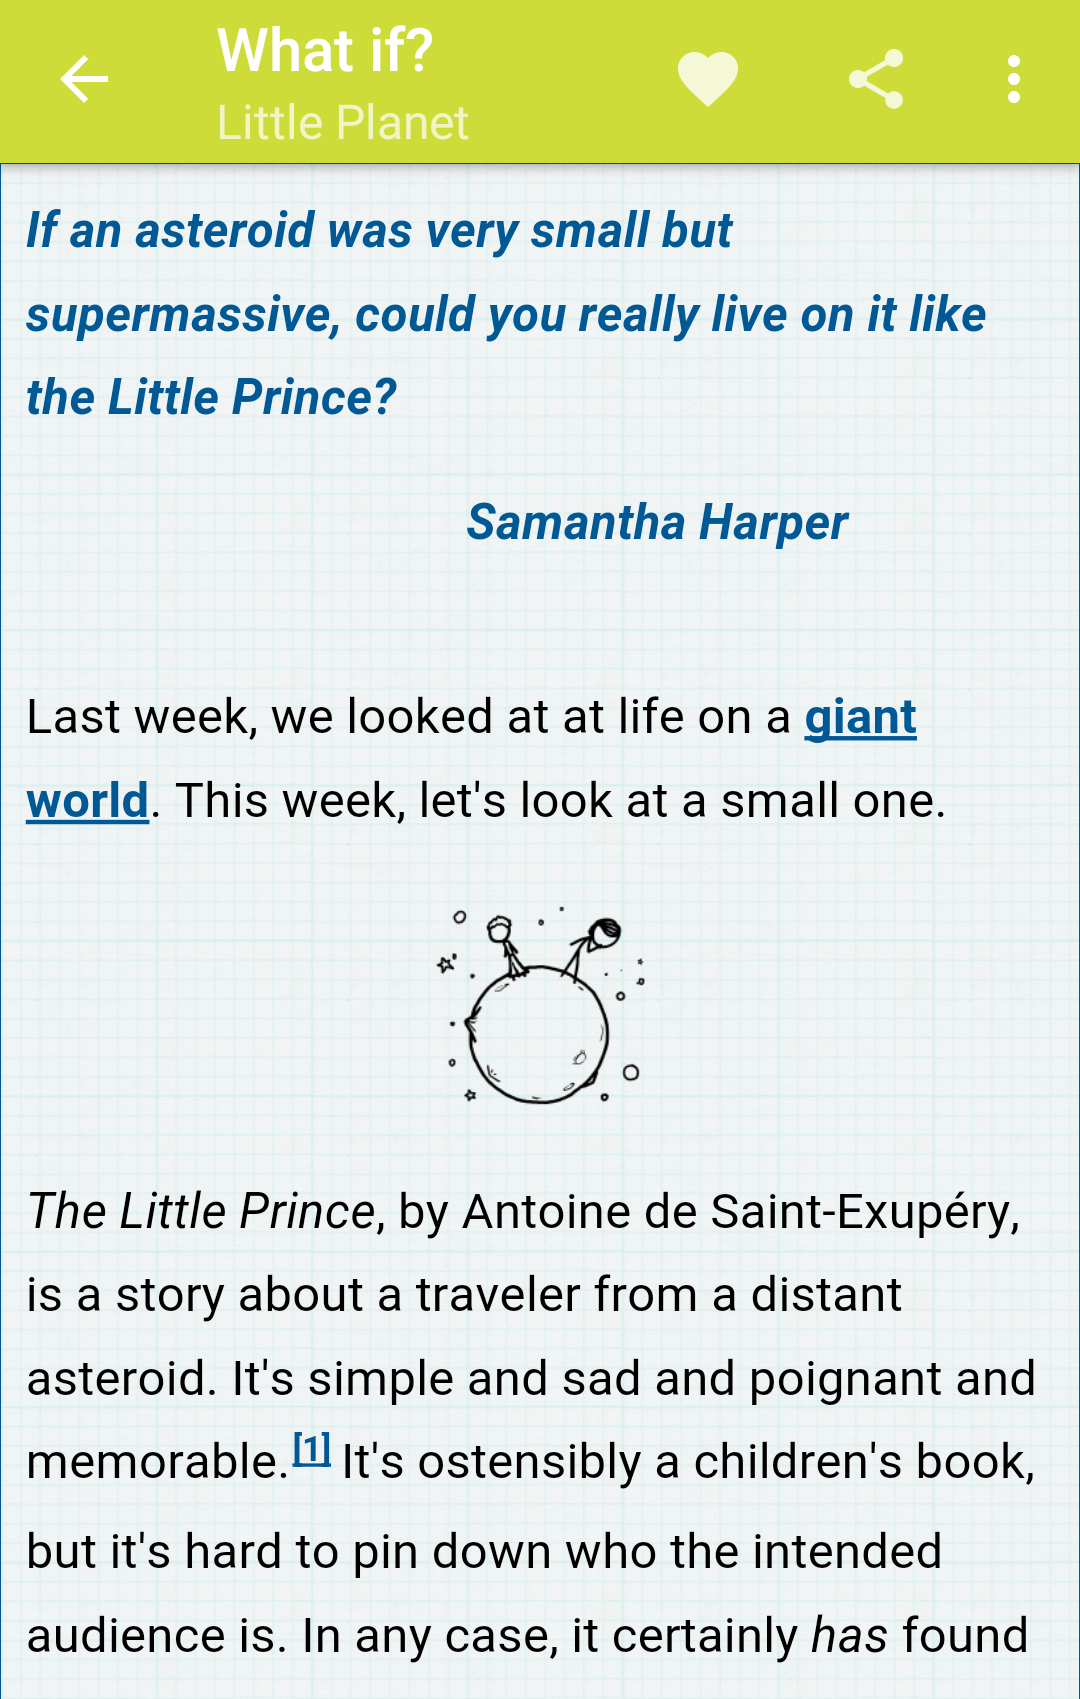 What if?
Little Planet
If an asteroid was very small but
supermassive, could you really live on it like
the Little Prince?
Samantha Harper
Last week, we looked at at life on a giant
world. This week, let's look at a small one.
The Little Prince, by Antoine de Saint-Exupéry,
is a story about a traveler from a distant
asteroid. It's simple and sad and poignant and
memorable.[1] It's ostensibly a children's book,
but it's hard to pin down who the intended
audience is. In any case, it certainly has found